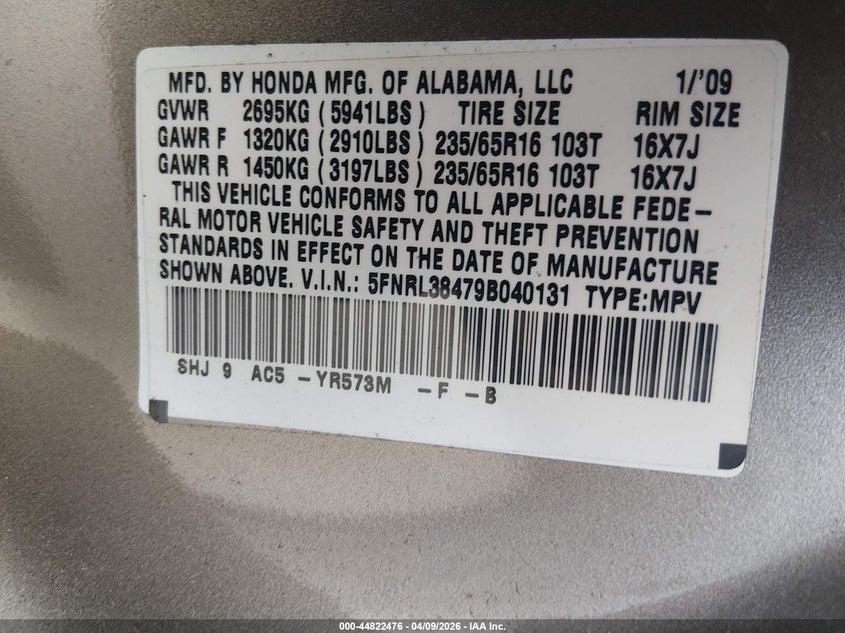 MFD. BY HONDA MFG. OF ALABAMA, LLC 1/'09
GVWR 2695KG (5941LBS) TIRE SIZE RIM SIZE
GAWR F 1320KG (2910LBS) 235/65R16 103T 16X7J
GAWR R 1450KG (3197LBS) 235/65R16 103T 16X7J
THIS VEHICLE CONFORMS TO ALL APPLICABLE FEDE-
RAL MOTOR VEHICLE SAFETY AND THEFT PREVENTION
STANDARDS IN EFFECT ON THE DATE OF MANUFACTURE
SHOWN ABOVE. V.I.N.: 5FNRL38479B040131 TYPE:MPV
SHJ 9 AC5 -YR573M -F -B
000-44822476 | 04/09/2026 - IAA Inc.